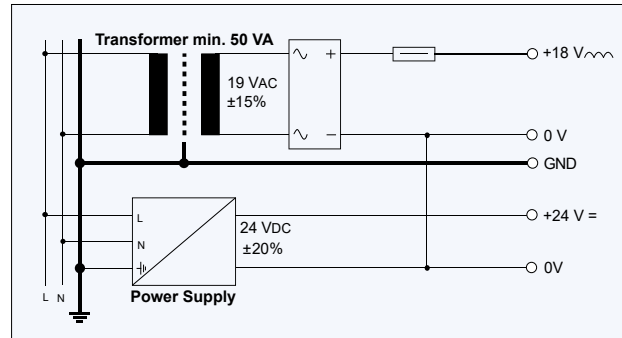 Transformer min. 50 VA
+
+18 V
19 VAC
±15%
−
0 V
GND
L
+24 V =
24 VDC
N
±20%
0V
L N
Power Supply